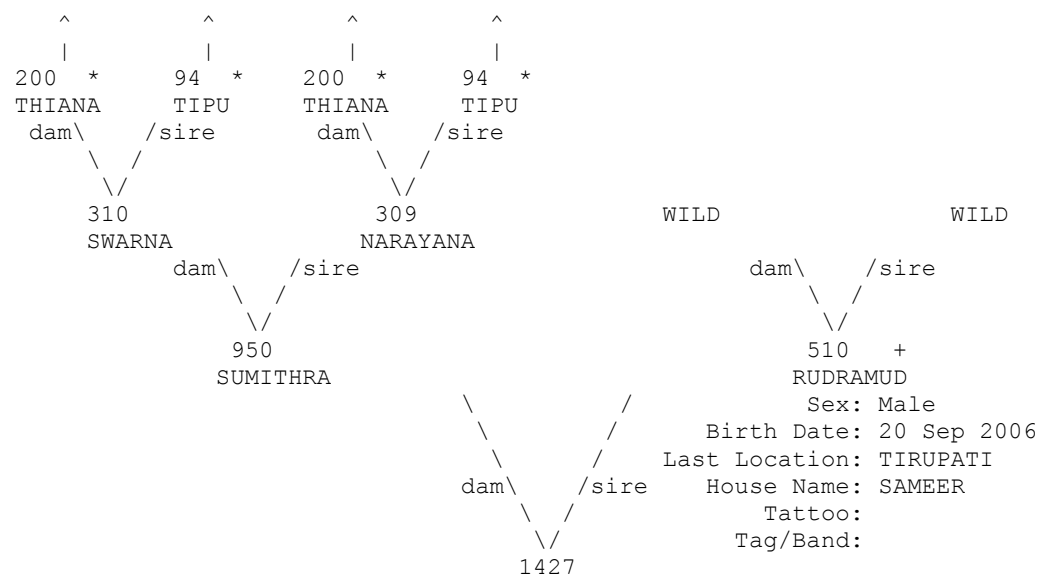 ^ ^ ^ ^
| | | |
200 * 94 * 200 * 94 *
THIANA TIPU THIANA TIPU
dam\ /sire dam\ /sire
\ / \ /
\/ \/
310 309 WILD WILD
SWARNA NARAYANA
dam\ /sire dam\ /sire
\ / \ /
\/ \/
950 510 +
SUMITHRA RUDRAMUD
\ / Sex: Male
\ / Birth Date: 20 Sep 2006
\ / Last Location: TIRUPATI
dam\ /sire House Name: SAMEER
\ / Tattoo:
\/ Tag/Band:
1427